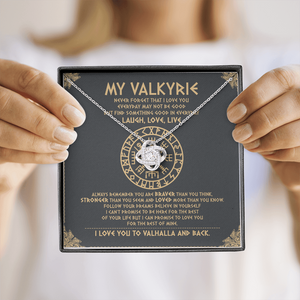 MY VALKYRIE
NEVER FORGET THAT I LOVE YOU
EVERYDAY MAY NOT BE GOOD
BUT FIND SOMETHING GOOD IN EVERYDAY
LAUGH, LOVE, LIVE
ALWAYS REMEMBER YOU ARE BRAVER THAN YOU THINK,
STRONGER THAN YOU SEEM AND LOVED MORE THAN YOU KNOW
FOLLOW YOUR DREAMS BELIEVE IN YOURSELF
I CAN'T PROMISE TO BE HERE FOR THE REST
OF YOUR LIFE BUT I CAN PROMISE TO LOVE YOU
FOR THE REST OF MINE.
I LOVE YOU TO VALHALLA AND BACK.